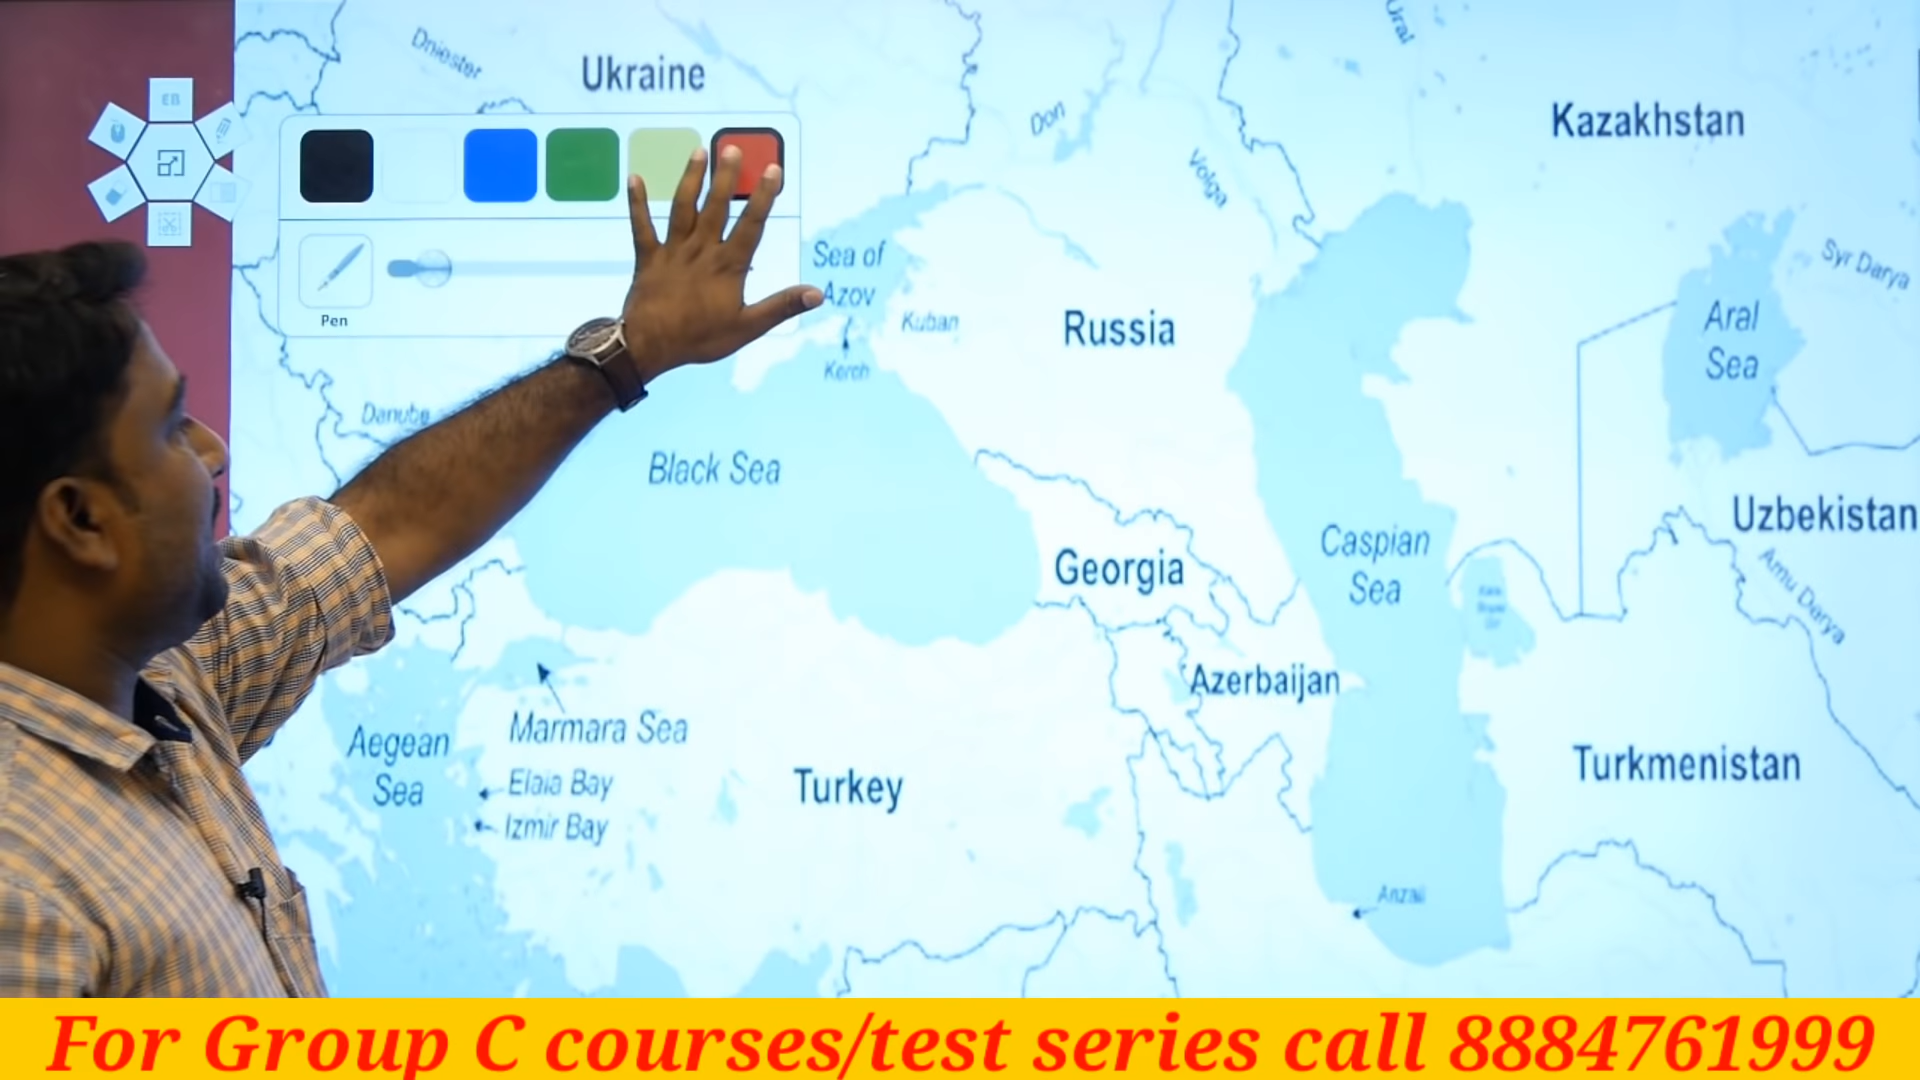 Dniester
Ukraine
Ural
Kazakhstan
EB
Don
Volga
Pen
Sea of
Azov
Kuban
Kerch
Russia
Aral
Sea
Syr Darya
Danube
Black Sea
Georgia
Caspian
Sea
Uzbekistan
Amu Darya
Azerbaijan
Aegean
Sea
Marmara Sea
Elaia Bay
Izmir Bay
Turkey
Turkmenistan
Anzali
For Group C courses/test series call 8884761999